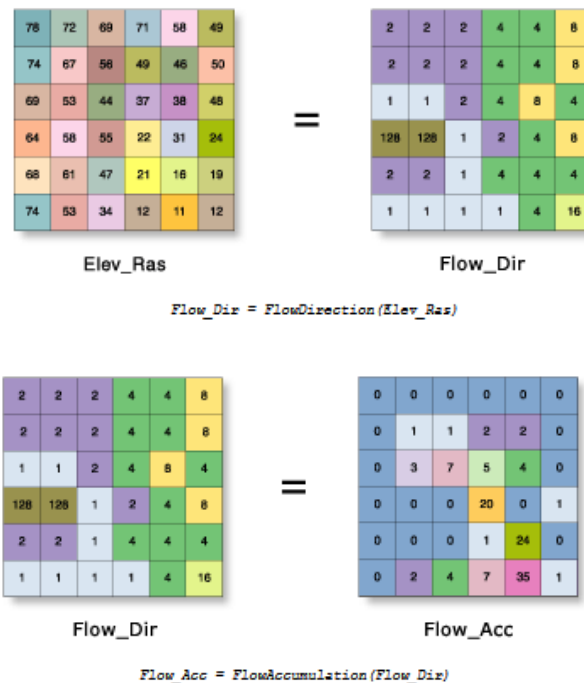 78 72 69 71 58 49 2 2 2 4 4 8
74 67 56 49 46 50 2 2 2 4 4 8
69 53 44 37 38 48 1 1 2 4 8 4
= 
64 58 55 22 31 24 128 128 1 2 4 8
68 61 47 21 16 19 2 2 1 4 4 4
74 53 34 12 11 12 1 1 1 1 4 16
Elev_Ras Flow_Dir
Flow_Dir = FlowDirection(Elev_Ras)
2 2 2 4 4 8 0 0 0 0 0 0
2 2 2 4 4 8 0 1 1 2 2 0
1 1 2 4 8 4 0 3 7 5 4 0
=
128 128 1 2 4 8 0 0 0 20 0 1
2 2 1 4 4 4 0 0 0 1 24 0
1 1 1 1 4 16 0 2 4 7 35 1
Flow_Dir Flow_Acc
Flow_Acc = FlowAccumulation(Flow_Dir)